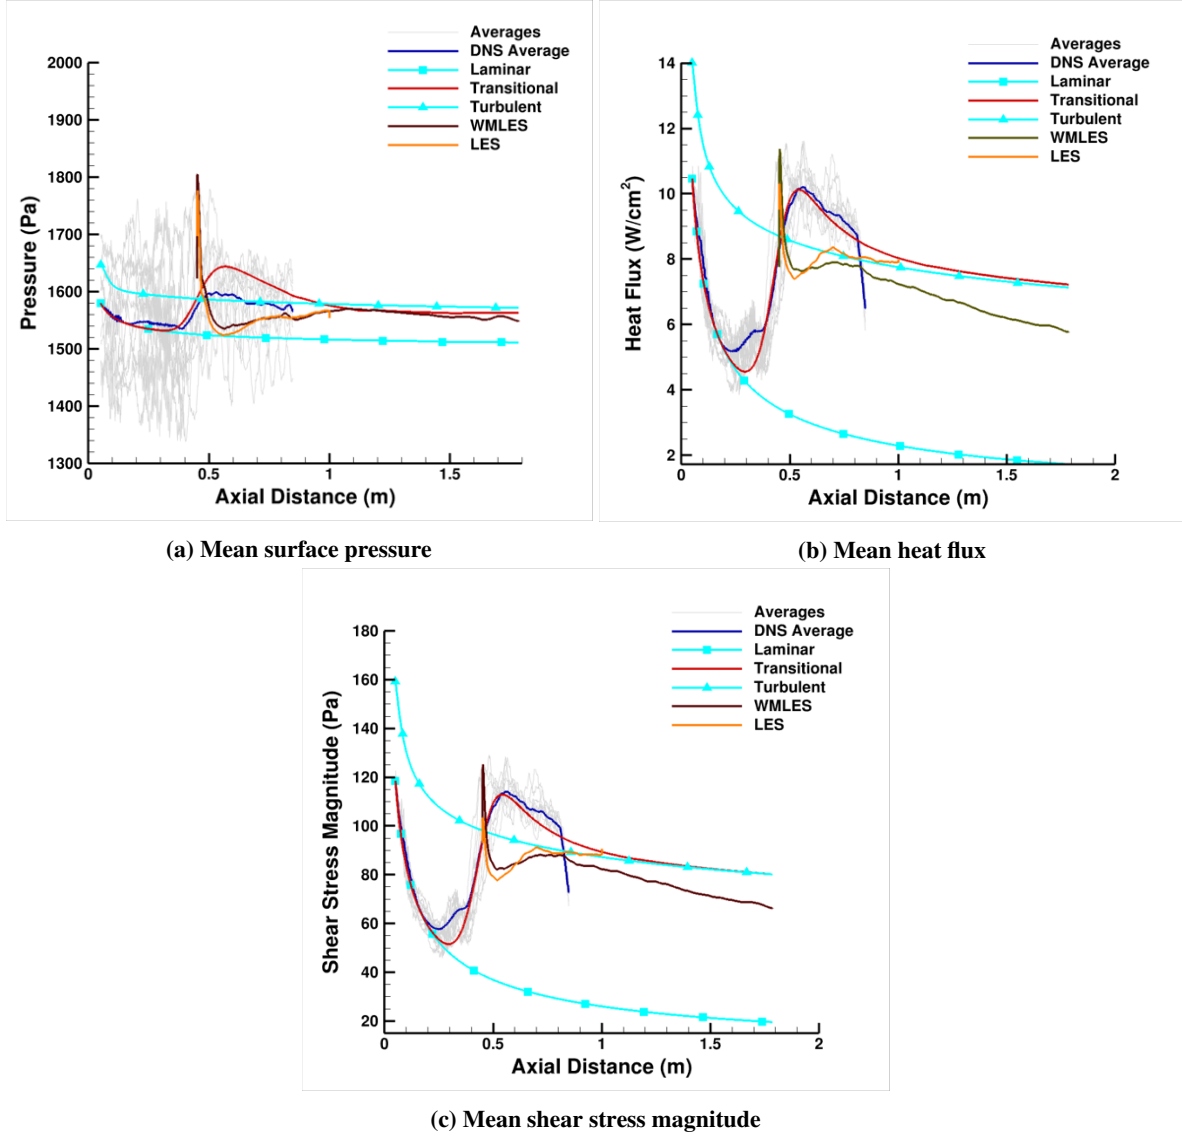 Averages
DNS Average
Laminar
Transitional
Turbulent
WMLES
LES
2000
1900
1800
1700
1600
1500
1400
1300
0
0.5
1
1.5
Pressure (Pa)
Axial Distance (m)
(a) Mean surface pressure
Averages
DNS Average
Laminar
Transitional
Turbulent
WMLES
LES
14
12
10
8
6
4
2
0
0.5
1
1.5
2
Heat Flux (W/cm²)
Axial Distance (m)
(b) Mean heat flux
Averages
DNS Average
Laminar
Transitional
Turbulent
WMLES
LES
180
160
140
120
100
80
60
40
20
0
0.5
1
1.5
2
Shear Stress Magnitude (Pa)
Axial Distance (m)
(c) Mean shear stress magnitude